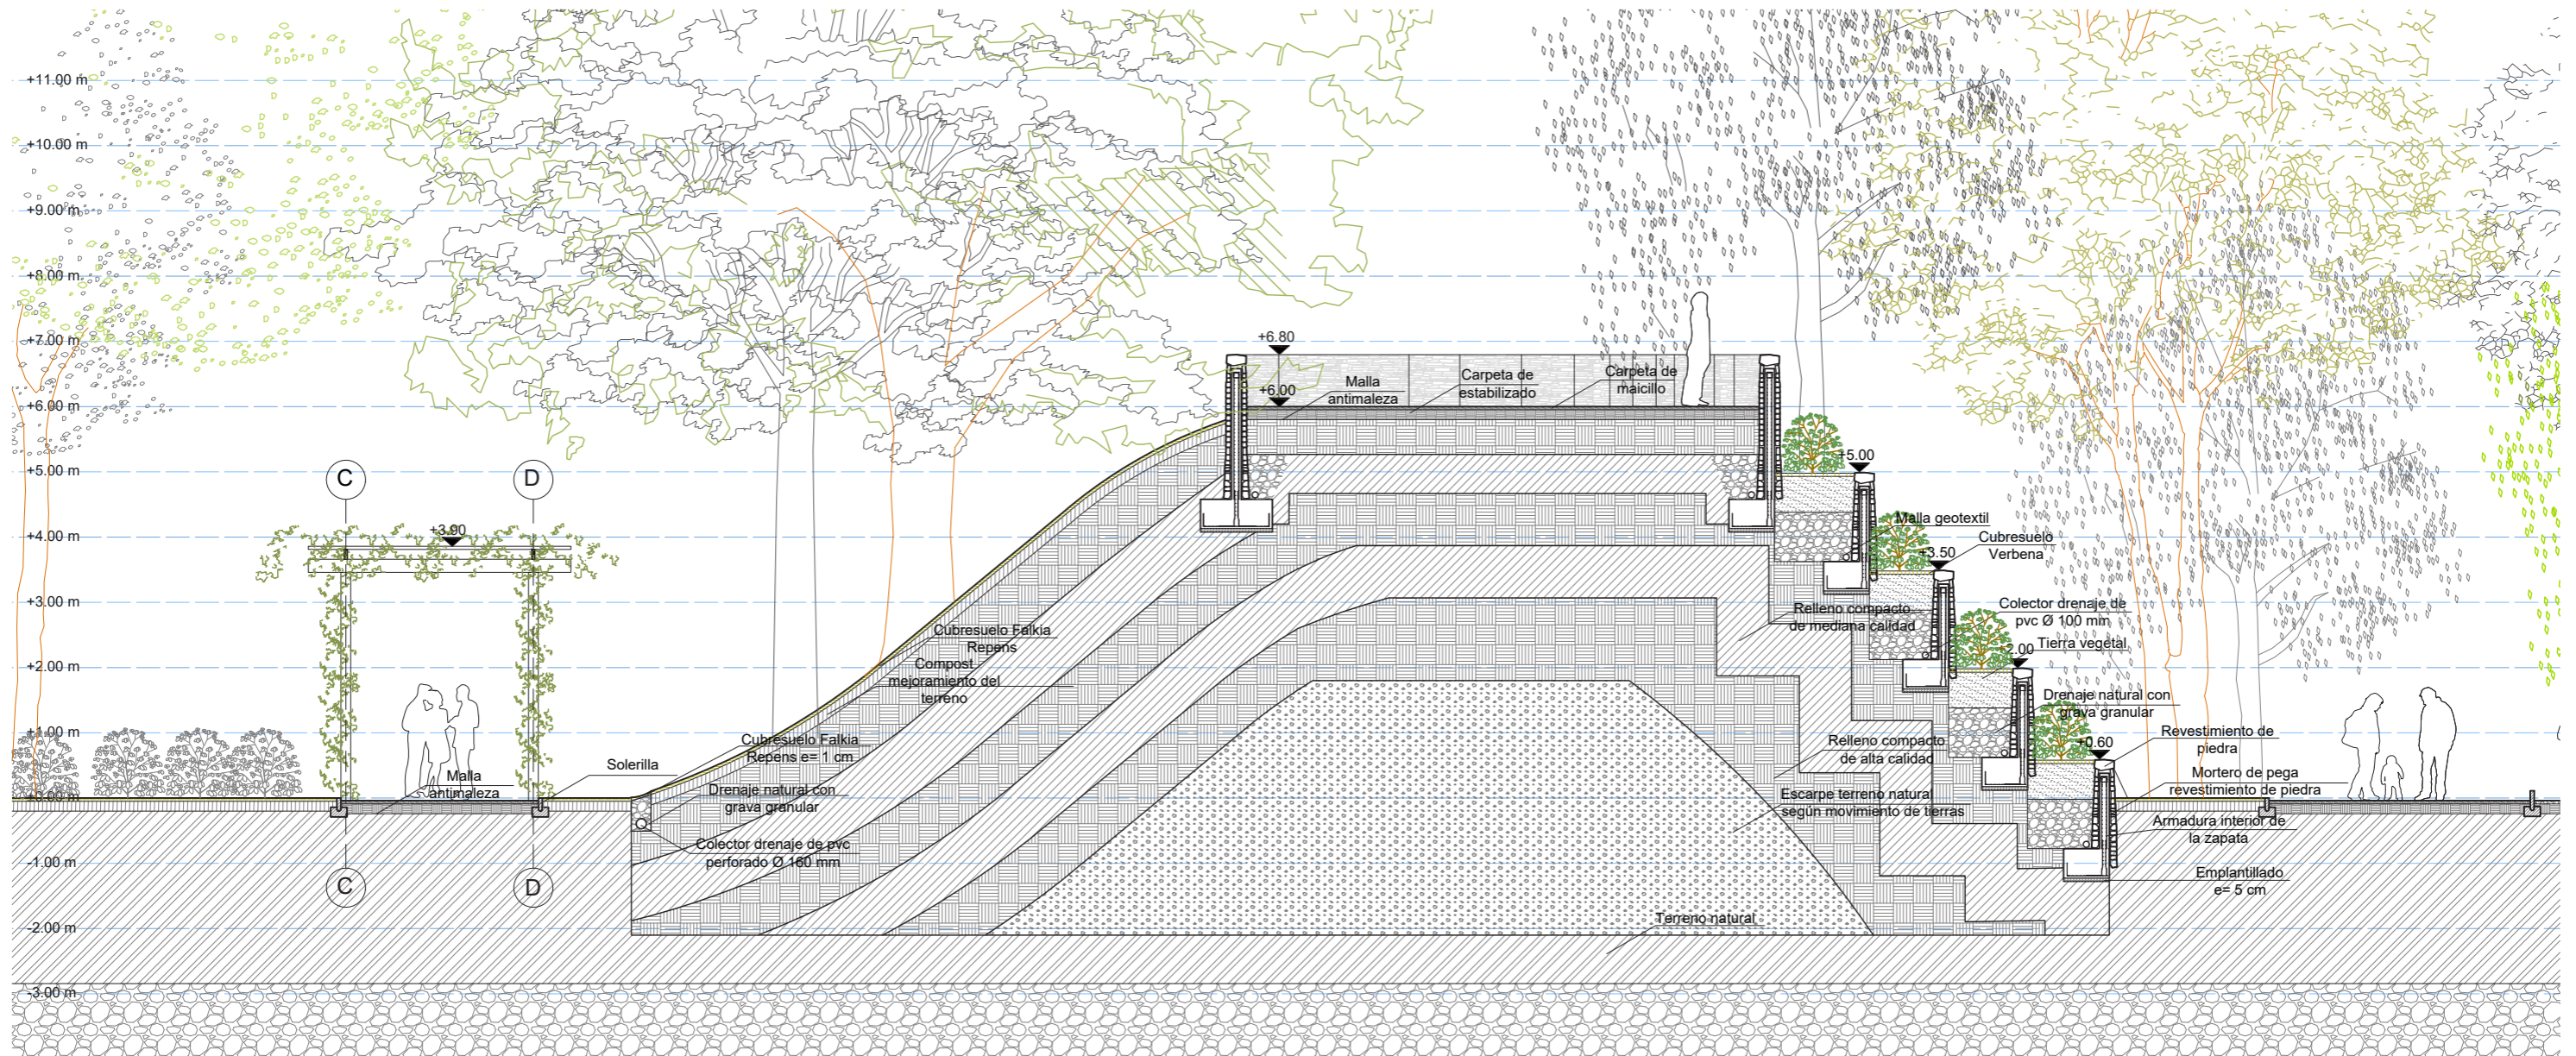 +11.00 m
+10.00 m
+9.00 m
+8.00 m
+7.00 m
+6.00 m
+5.00 m
+4.00 m
+3.00 m
+2.00 m
+1.00 m
+0.00 m
-1.00 m
-2.00 m
-3.00 m
C
D
+3.90
C
D
Malla
antimaleza
Solerilla
Cubresuelo Falkia
Repens
Compost
mejoramiento del
terreno
Cubresuelo Falkia
Repens e= 1 cm
Drenaje natural con
grava granular
Colector drenaje de pvc
perforado Ø 160 mm
+6.80
+6.00
Malla
antimaleza
Carpeta de
estabilizado
Carpeta de
maicillo
+5.00
Malla geotextil
Cubresuelo
Verbena
+3.50
Colector drenaje de
pvc Ø 100 mm
Relleno compacto
de mediana calidad
Tierra vegetal
+2.00
Drenaje natural con
grava granular
Relleno compacto
de alta calidad
+0.60
Revestimiento de
piedra
Mortero de pega
revestimiento de piedra
Escarpe terreno natural
según movimiento de tierras
Armadura interior de
la zapata
Emplantillado
e= 5 cm
Terreno natural